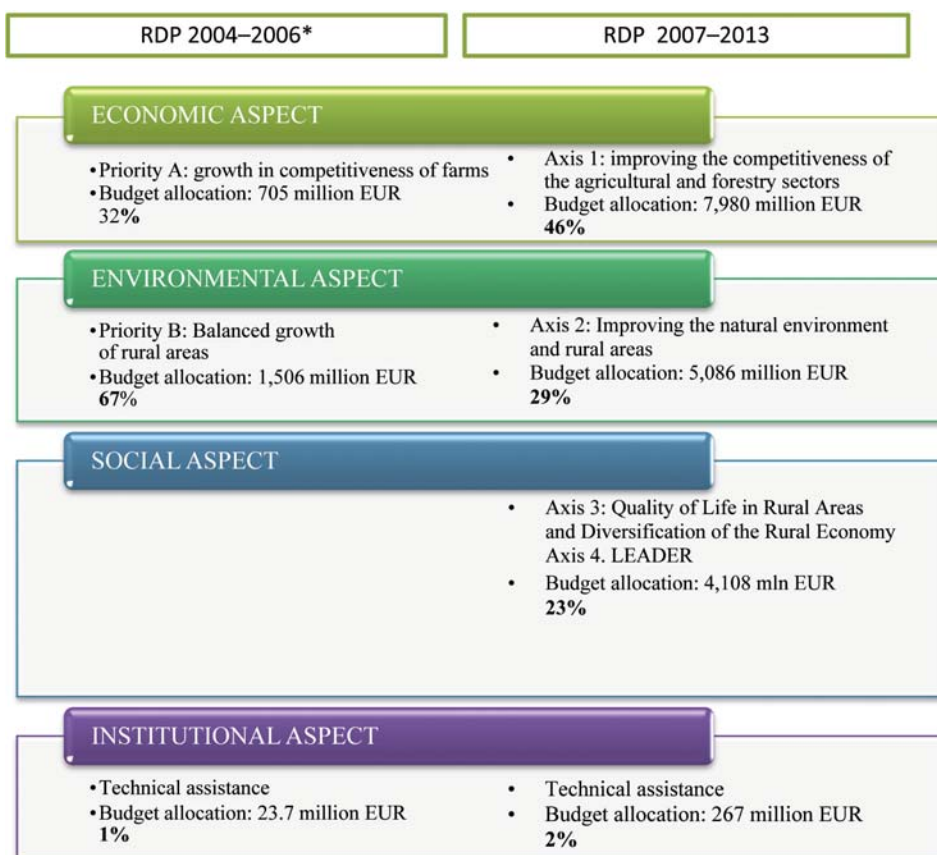 RDP 2004–2006*
RDP 2007–2013
ECONOMIC ASPECT
•Priority A: growth in competitiveness of farms
•Budget allocation: 705 million EUR
32%
• Axis 1: improving the competitiveness of
the agricultural and forestry sectors
• Budget allocation: 7,980 million EUR
46%
ENVIRONMENTAL ASPECT
•Priority B: Balanced growth
of rural areas
•Budget allocation: 1,506 million EUR
67%
• Axis 2: Improving the natural environment
and rural areas
• Budget allocation: 5,086 million EUR
29%
SOCIAL ASPECT
• Axis 3: Quality of Life in Rural Areas
and Diversification of the Rural Economy
Axis 4. LEADER
• Budget allocation: 4,108 mln EUR
23%
INSTITUTIONAL ASPECT
•Technical assistance
•Budget allocation: 23.7 million EUR
1%
• Technical assistance
• Budget allocation: 267 million EUR
2%